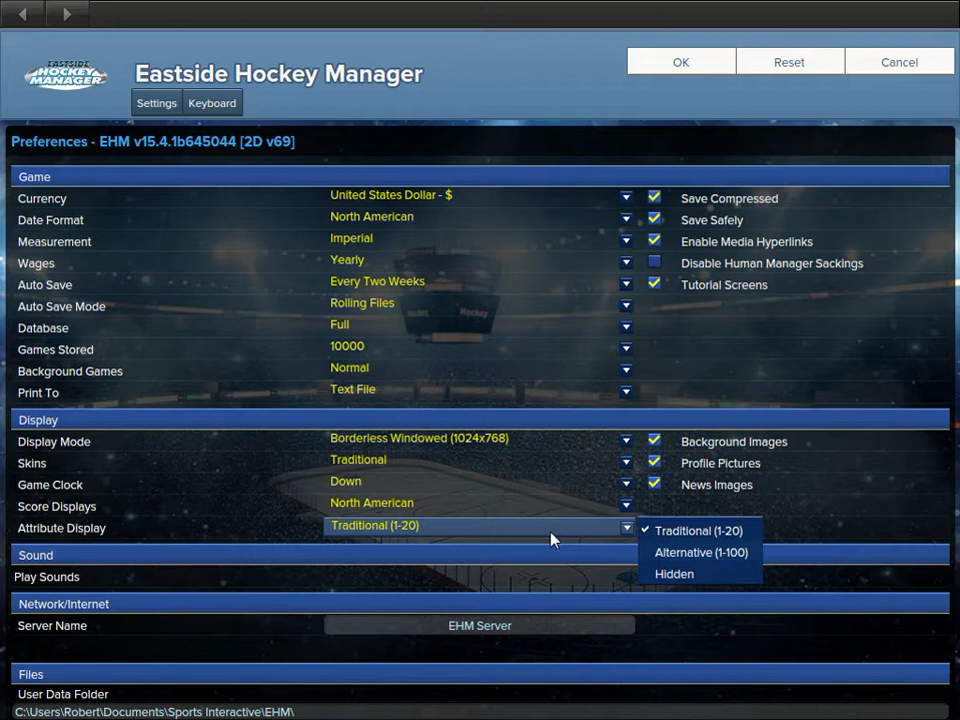 EASTSIDE
HOCKEY
MANAGER
Eastside Hockey Manager
OK Reset Cancel
Settings Keyboard
Preferences - EHM v15.4.1b645044 [2D v69]
Game
Currency United States Dollar - $ Save Compressed
Date Format North American Save Safely
Measurement Imperial Enable Media Hyperlinks
Wages Yearly Disable Human Manager Sackings
Auto Save Every Two Weeks Tutorial Screens
Auto Save Mode Rolling Files
Database Full
Games Stored 10000
Background Games Normal
Print To Text File
Display
Display Mode Borderless Windowed (1024x768) Background Images
Skins Traditional Profile Pictures
Game Clock Down News Images
Score Displays North American
Attribute Display Traditional (1-20) Traditional (1-20)
Alternative (1-100)
Hidden
Sound
Play Sounds
Network/Internet
Server Name EHM Server
Files
User Data Folder
C:\Users\Robert\Documents\Sports Interactive\EHM\